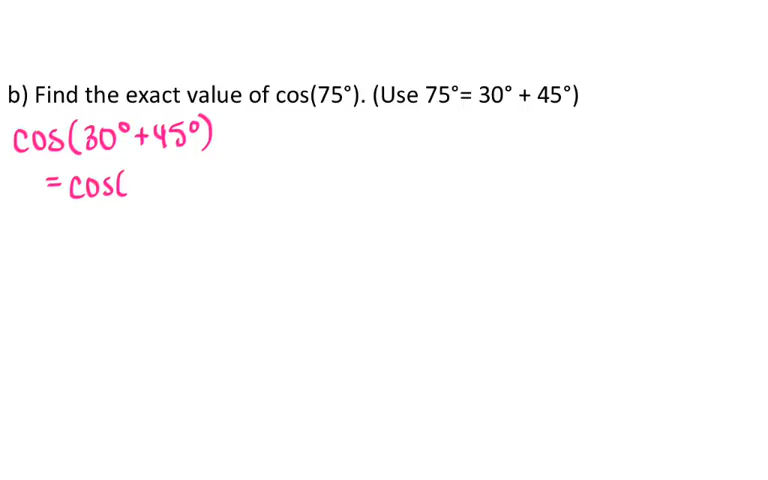 b) Find the exact value of cos(75°). (Use 75°= 30° + 45°)
cos(30°+45°)
= cos(